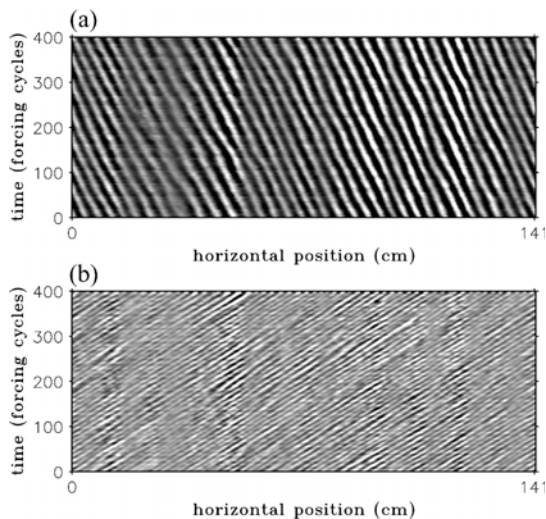 (a)
400
300
200
100
0
time (forcing cycles)
0 141
horizontal position (cm)
(b)
400
300
200
100
0
time (forcing cycles)
0 141
horizontal position (cm)